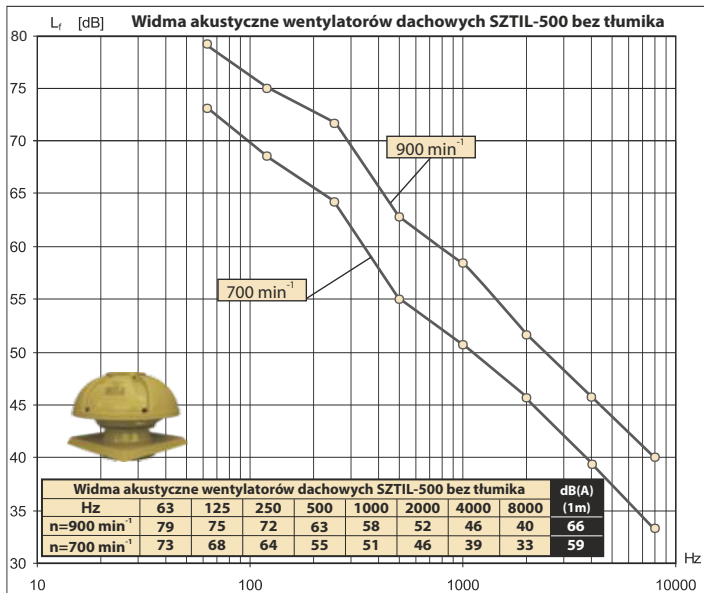 L_f [dB] Widma akustyczne wentylatorów dachowych SZTIL-500 bez tłumika
80
75
70
900 min⁻¹
65
60
700 min⁻¹
55
50
45
40
Widma akustyczne wentylatorów dachowych SZTIL-500 bez tłumika dB(A)
Hz 63 125 250 500 1000 2000 4000 8000 (1m)
n=900 min⁻¹ 79 75 72 63 58 52 46 40 66
n=700 min⁻¹ 73 68 64 55 51 46 39 33 59
35
30
Hz
10 100 1000 10000